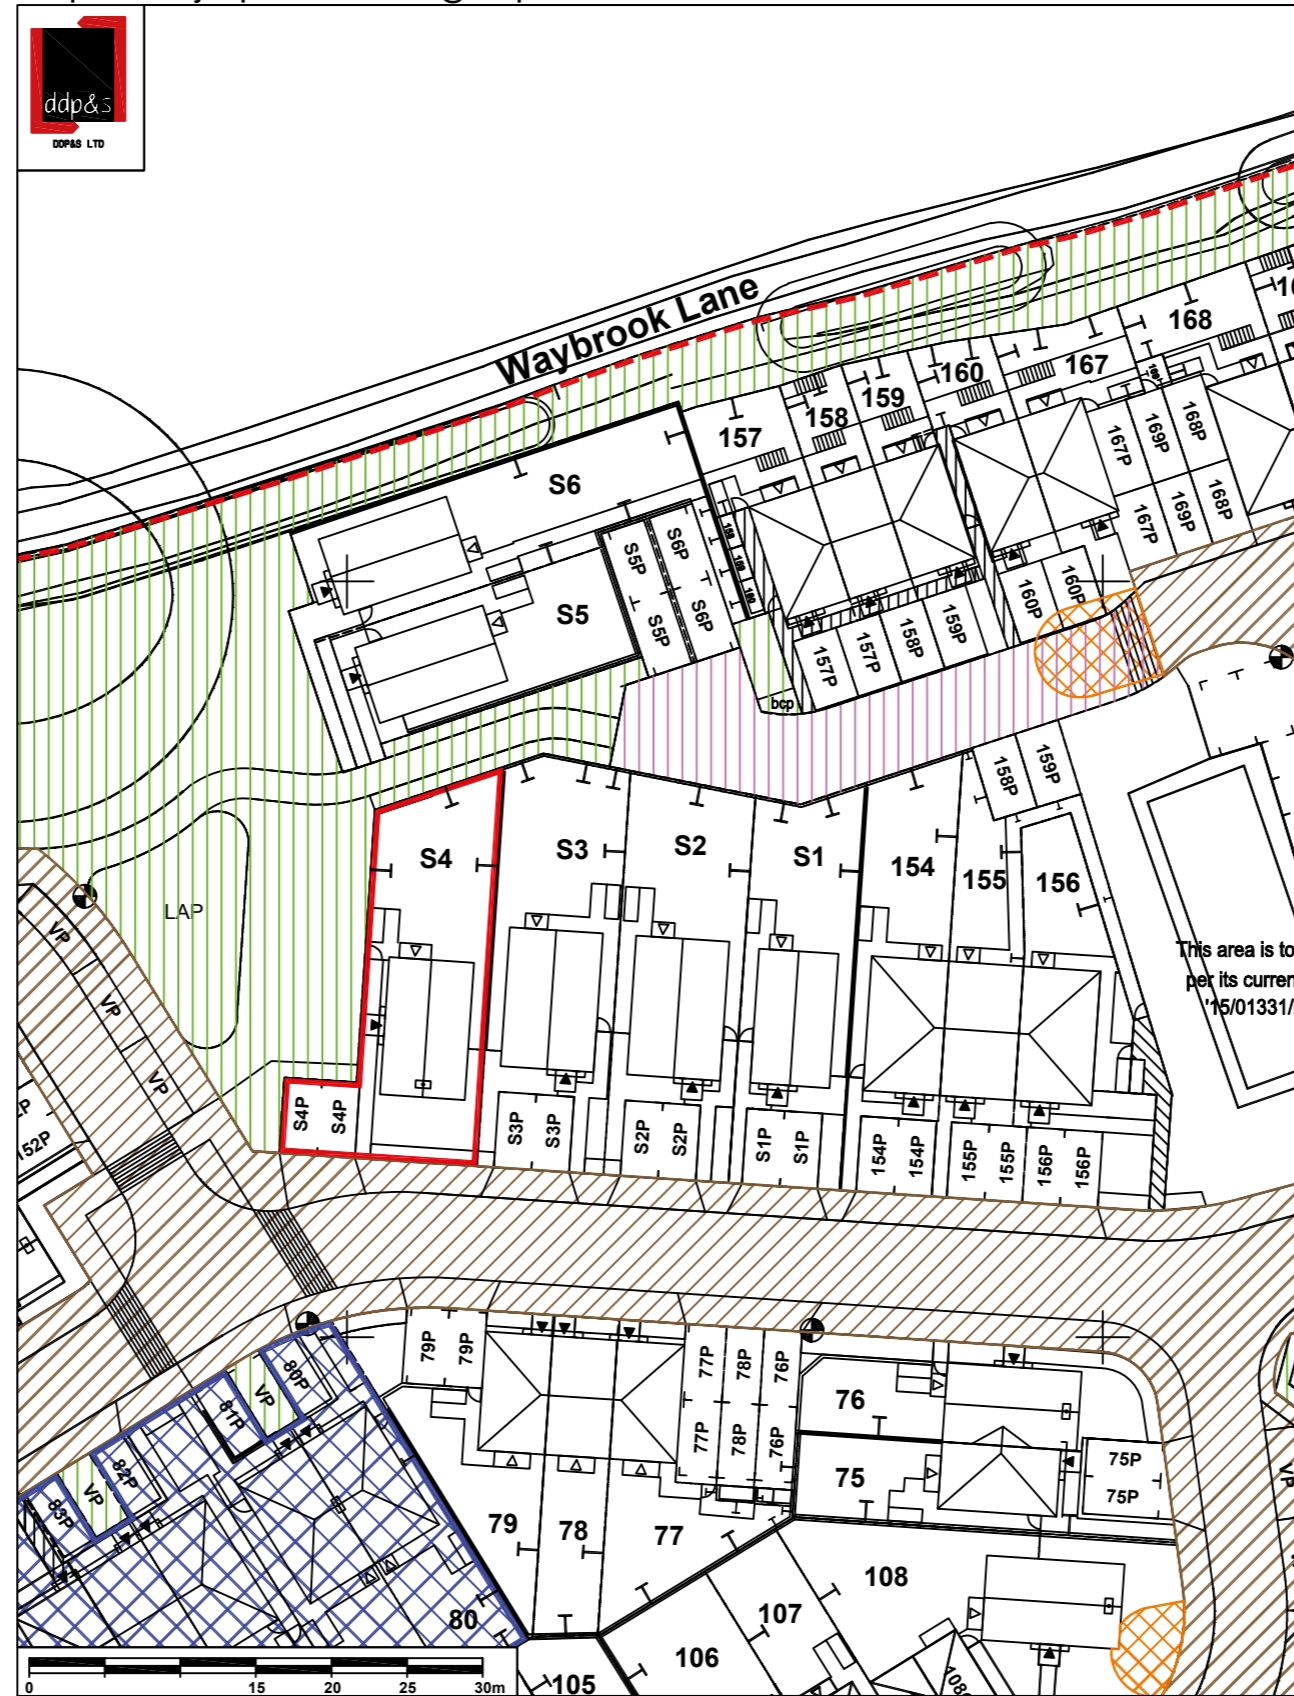 ddp&s
DDP&S LTD
Waybrook Lane
168
167
160
159
158
157
S6
168P
169P
167P
168P
169P
167P
S6P
S5P
S6P
S5P
160
S5
160P
160P
159P
158P
157P
157P
bcp
159P
158P
S4
S3
S2
S1
154
155
156
LAP
VP
VP
VP
This area is to
per its curren
'15/01331/
152P
S4P
S4P
S3P
S3P
S2P
S2P
S1P
S1P
154P
154P
155P
155P
156P
156P
79P
79P
77P
78P
76P
77P
78P
76P
80P
VP
81P
82P
VP
83P
76
75
75P
75P
VP
79
78
77
80
108
107
106
105
0
15
20
25
30m